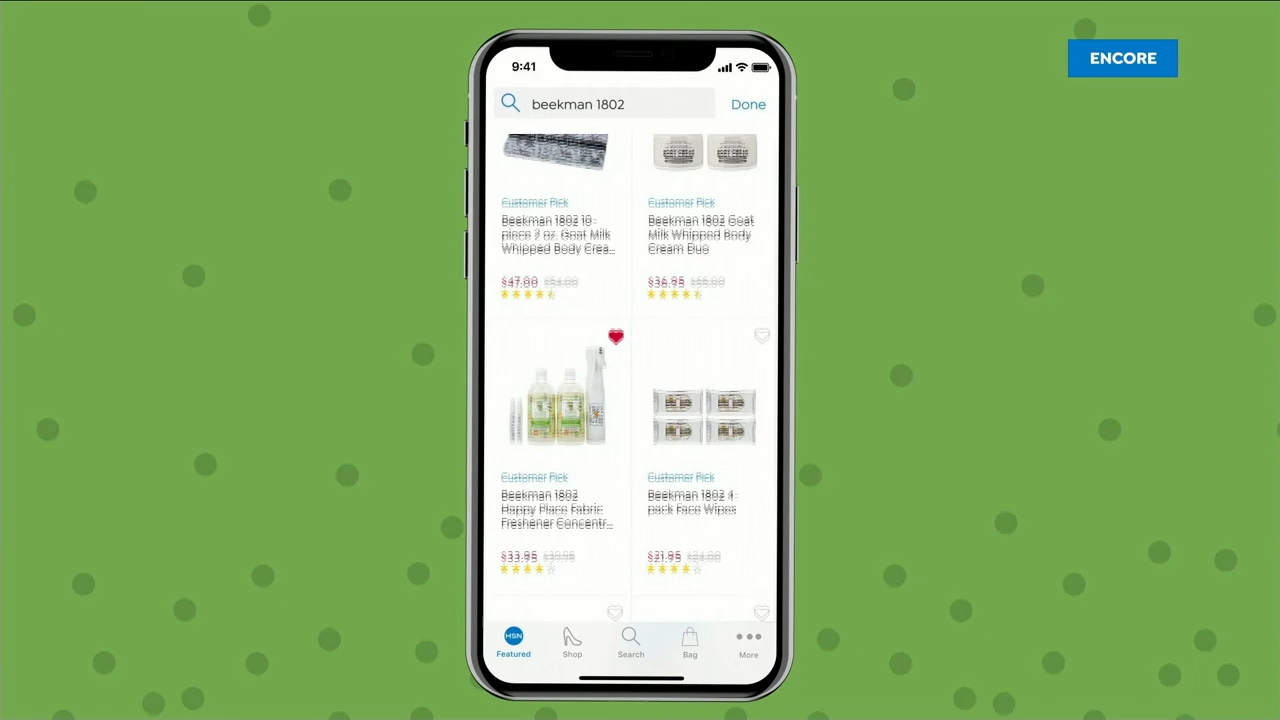 ENCORE
9:41
beekman 1802
Done
Customer Pick
Beekman 1802 10-
piece 2 oz. Goat Milk
Whipped Body Crea...
$47.00 $54.00
Customer Pick
Beekman 1802 Goat
Milk Whipped Body
Cream Duo
$36.95
Customer Pick
Beekman 1802
Happy Place Fabric
Freshener Concentr...
$33.95
Customer Pick
Beekman 1802 4-
pack Face Wipes
$21.95
HSN
Featured
Shop
Search
Bag
More